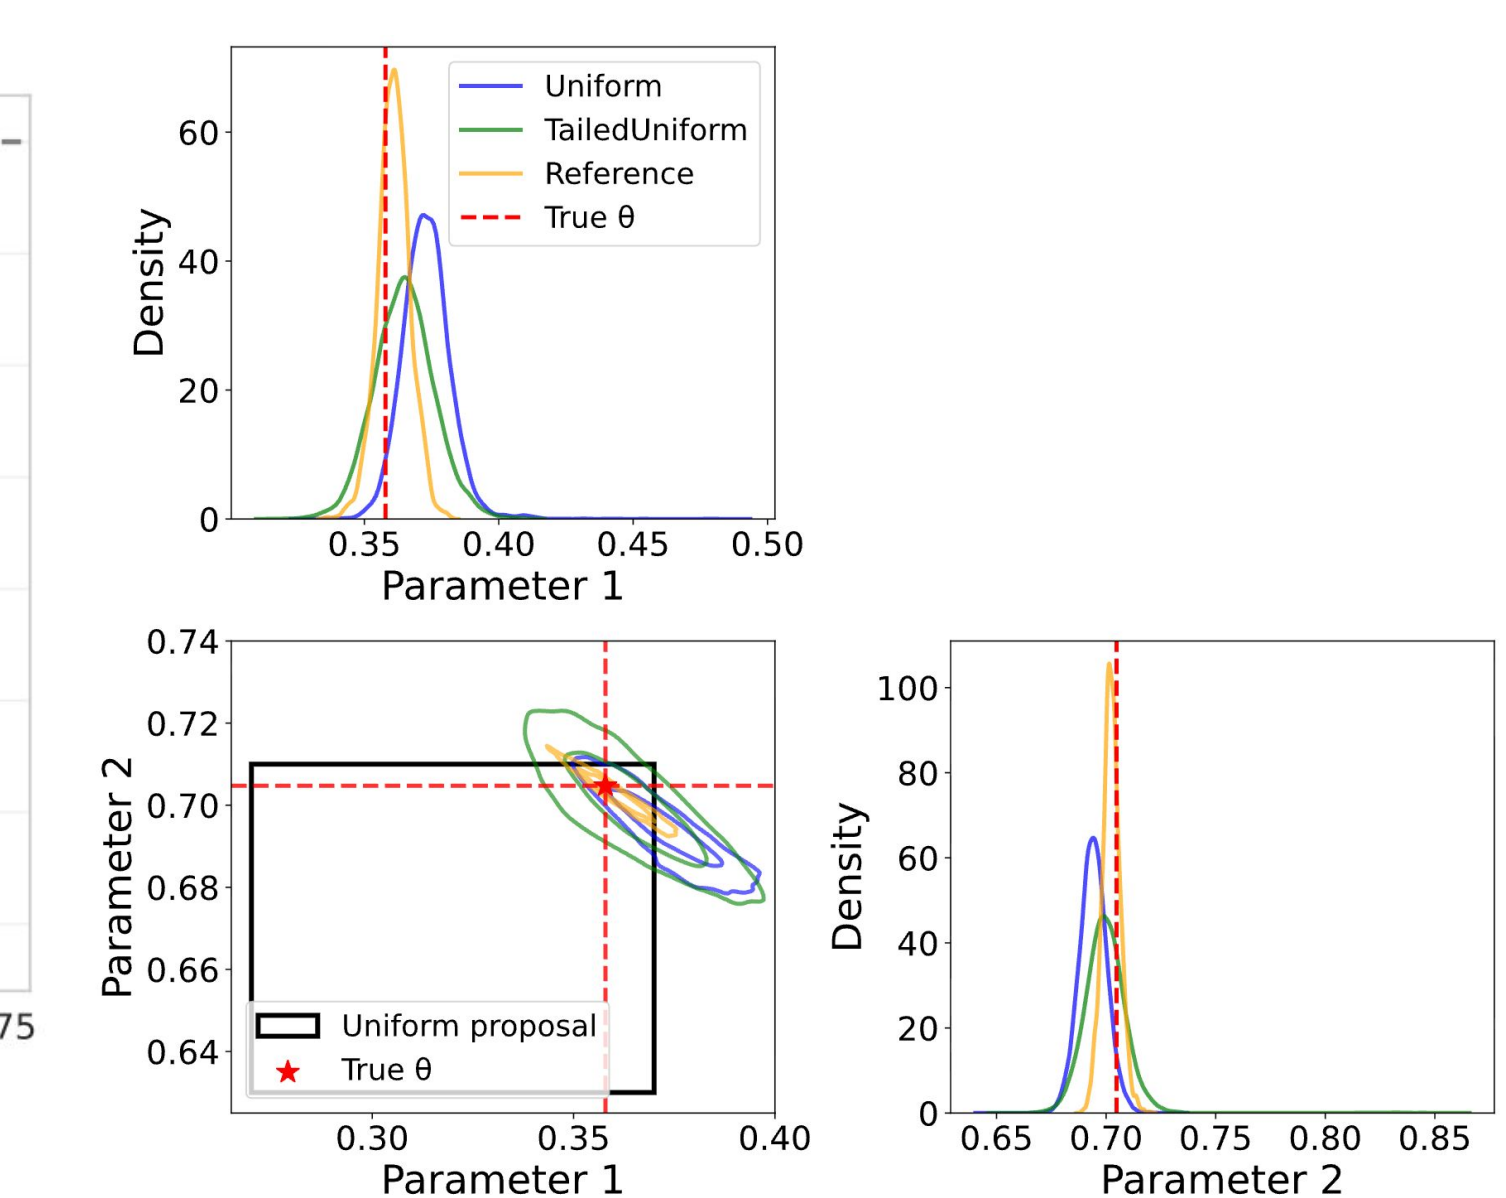 60
40
20
0
Density
Uniform
TailedUniform
Reference
True θ
0.35 0.40 0.45 0.50
Parameter 1
75
0.74
0.72
0.70
0.68
0.66
0.64
Parameter 2
Uniform proposal
True θ
0.30 0.35 0.40
Parameter 1
100
80
60
40
20
0
Density
0.65 0.70 0.75 0.80 0.85
Parameter 2